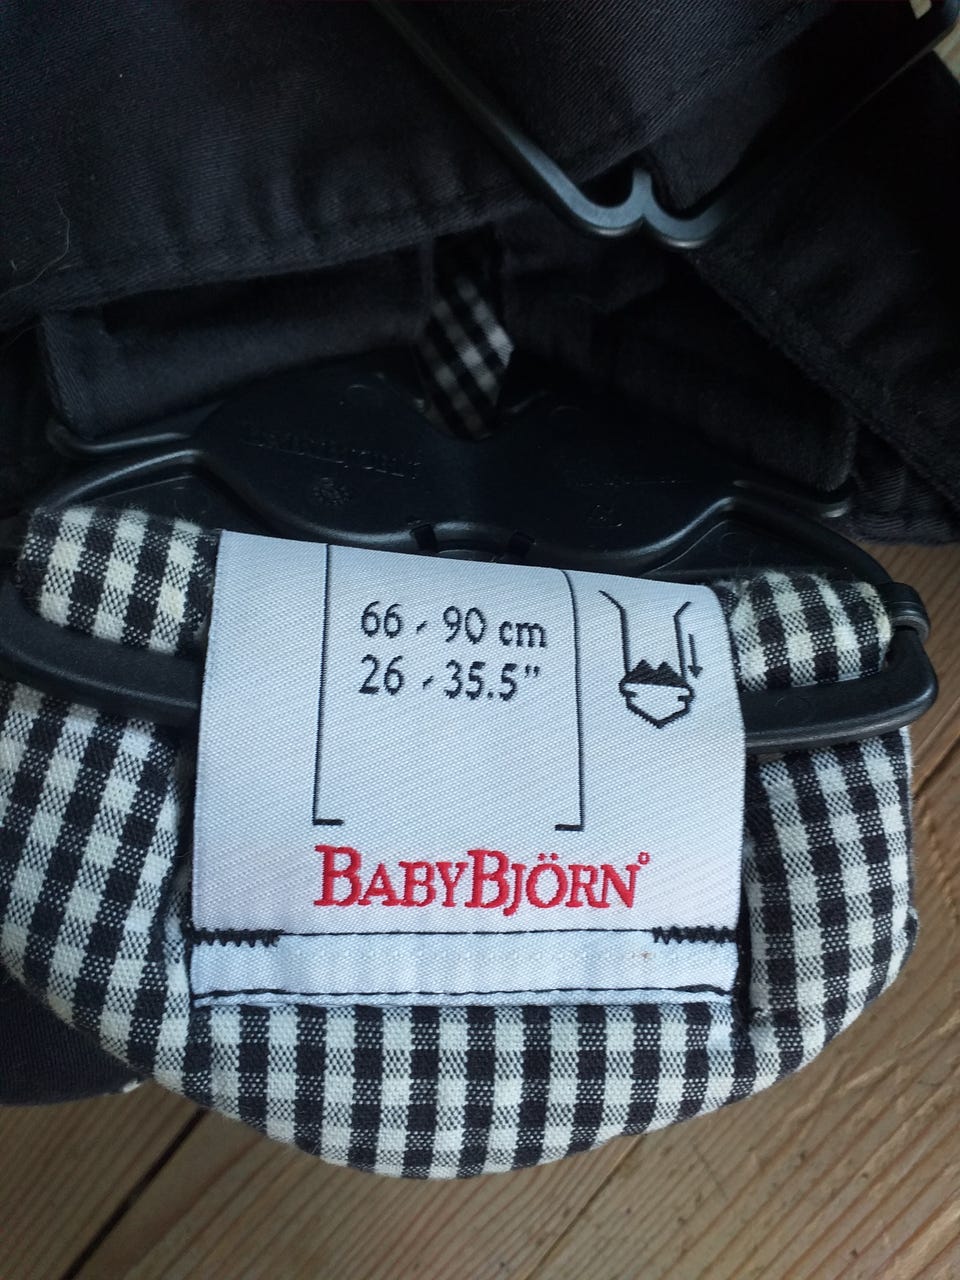 66 - 90 cm
26 - 35.5"
BABYBJÖRN°